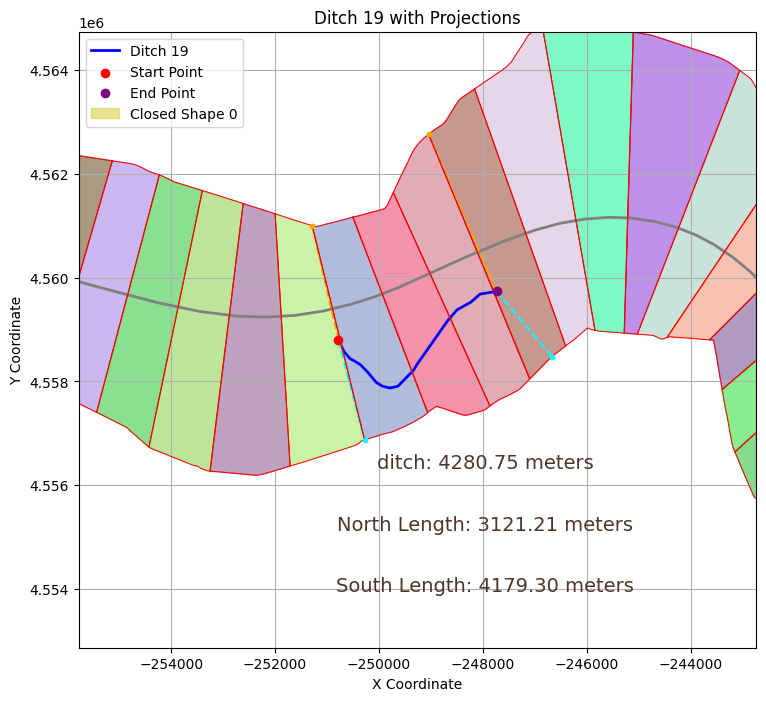 Ditch 19 with Projections
1e6
Ditch 19
Start Point
End Point
Closed Shape 0
4.564
4.562
4.560
4.558
4.556
4.554
Y Coordinate
ditch: 4280.75 meters
North Length: 3121.21 meters
South Length: 4179.30 meters
−254000 −252000 −250000 −248000 −246000 −244000
X Coordinate